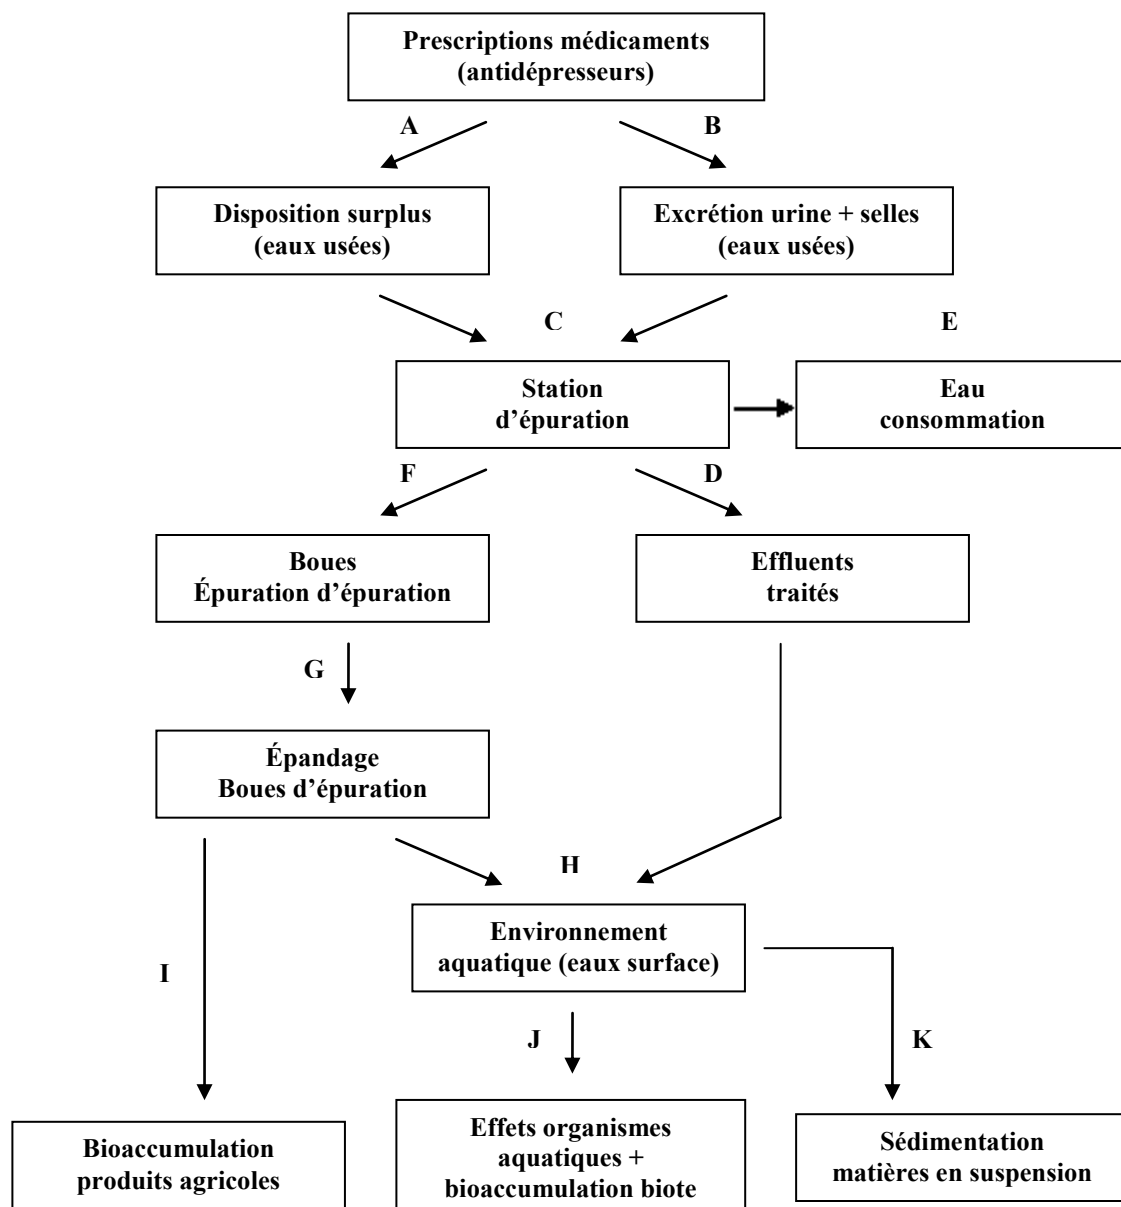 Prescriptions médicaments
(antidépresseurs)
A
B
Disposition surplus
(eaux usées)
Excrétion urine + selles
(eaux usées)
C
E
Station
d'épuration
Eau
consommation
F
D
Boues
Épuration d'épuration
Effluents
traités
G
Épandage
Boues d'épuration
H
Environnement
aquatique (eaux surface)
I
J
K
Bioaccumulation
produits agricoles
Effets organismes
aquatiques +
bioaccumulation biote
Sédimentation
matières en suspension